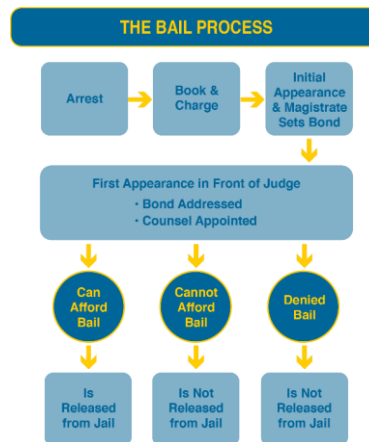 THE BAIL PROCESS
Arrest
Book &
Charge
Initial
Appearance
& Magistrate
Sets Bond
First Appearance in Front of Judge
• Bond Addressed
• Counsel Appointed
Can
Afford
Bail
Cannot
Afford
Bail
Denied
Bail
Is
Released
from Jail
Is Not
Released
from Jail
Is Not
Released
from Jail